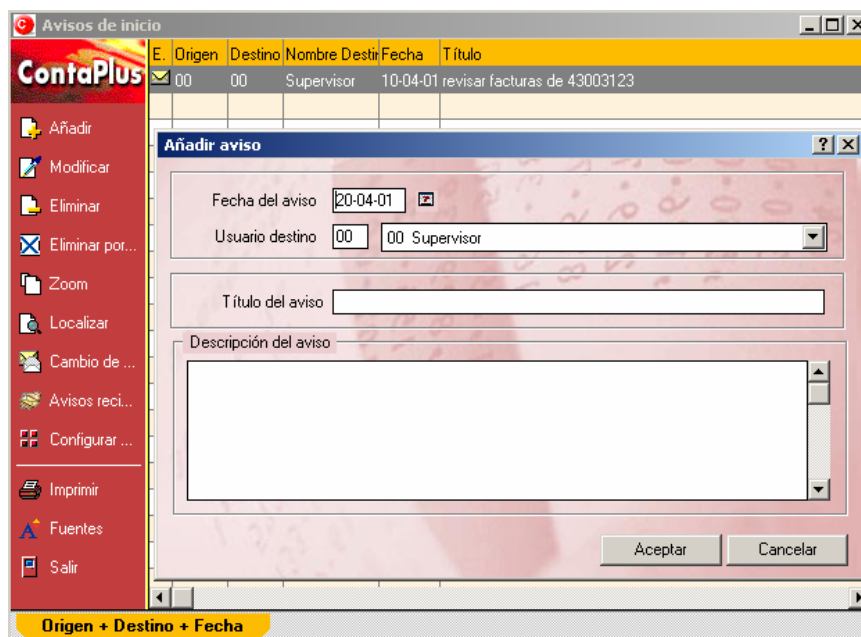 Avisos de inicio
ContaPlus
E. Origen Destino Nombre Destin Fecha Título
00 00 Supervisor 10-04-01 revisar facturas de 43003123
Añadir
Modificar
Eliminar
Eliminar por...
Zoom
Localizar
Cambio de ...
Avisos reci...
Configurar ...
Imprimir
Fuentes
Salir
Añadir aviso
Fecha del aviso 20-04-01
Usuario destino 00 00 Supervisor
Título del aviso
Descripción del aviso
Aceptar Cancelar
Origen + Destino + Fecha